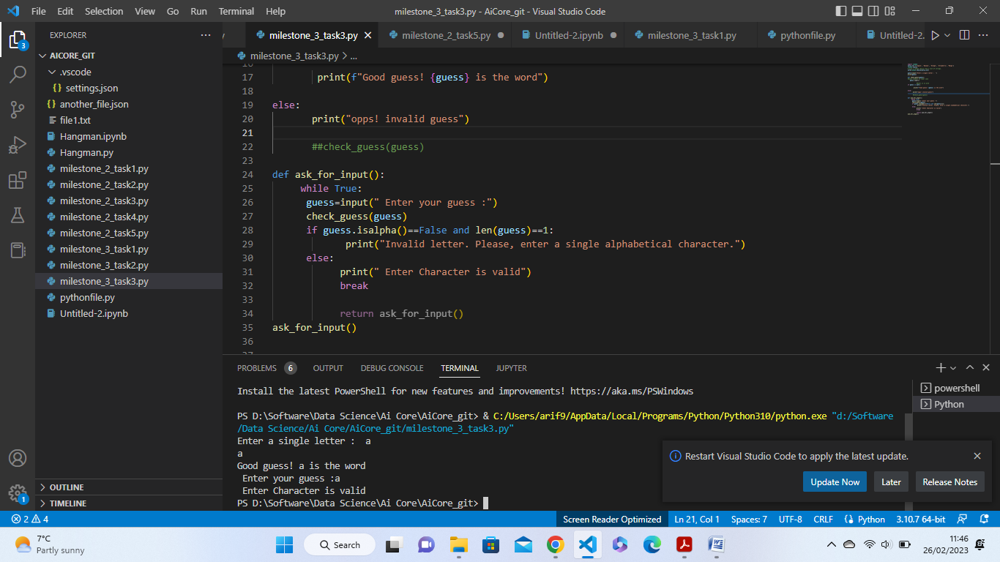 File Edit Selection View Go Run Terminal Help milestone_3_task3.py - AiCore_git - Visual Studio Code
EXPLORER
AICORE_GIT
.vscode
settings.json
another_file.json
file1.txt
Hangman.ipynb
Hangman.py
milestone_2_task1.py
milestone_2_task2.py
milestone_2_task3.py
milestone_2_task4.py
milestone_2_task5.py
milestone_3_task1.py
milestone_3_task2.py
milestone_3_task3.py
pythonfile.py
Untitled-2.ipynb
OUTLINE
TIMELINE
3
1
milestone_3_task3.py milestone_2_task5.py Untitled-2.ipynb milestone_3_task1.py pythonfile.py Untitled-2.
milestone_3_task3.py > ...
17 print(f"Good guess! {guess} is the word")
18
19 else:
20 print("opps! invalid guess")
21
22 ##check_guess(guess)
23
24 def ask_for_input():
25 while True:
26 guess=input(" Enter your guess :")
27 check_guess(guess)
28 if guess.isalpha()==False and len(guess)==1:
29 print("Invalid letter. Please, enter a single alphabetical character.")
30 else:
31 print(" Enter Character is valid")
32 break
33
34 return ask_for_input()
35 ask_for_input()
36
PROBLEMS 6 OUTPUT DEBUG CONSOLE TERMINAL JUPYTER
Install the latest PowerShell for new features and improvements! https://aka.ms/PSWindows
PS D:\Software\Data Science\Ai Core\AiCore_git> & C:/Users/arif9/AppData/Local/Programs/Python/Python310/python.exe "d:/Software
/Data Science/Ai Core/AiCore_git/milestone_3_task3.py"
Enter a single letter : a
a
Good guess! a is the word
Enter your guess :a
Enter Character is valid
PS D:\Software\Data Science\Ai Core\AiCore_git>
powershell
Python
Restart Visual Studio Code to apply the latest update.
Update Now Later Release Notes
2 4 Screen Reader Optimized Ln 21, Col 1 Spaces: 7 UTF-8 CRLF Python 3.10.7 64-bit
7°C
Partly sunny
Search
11:46
26/02/2023